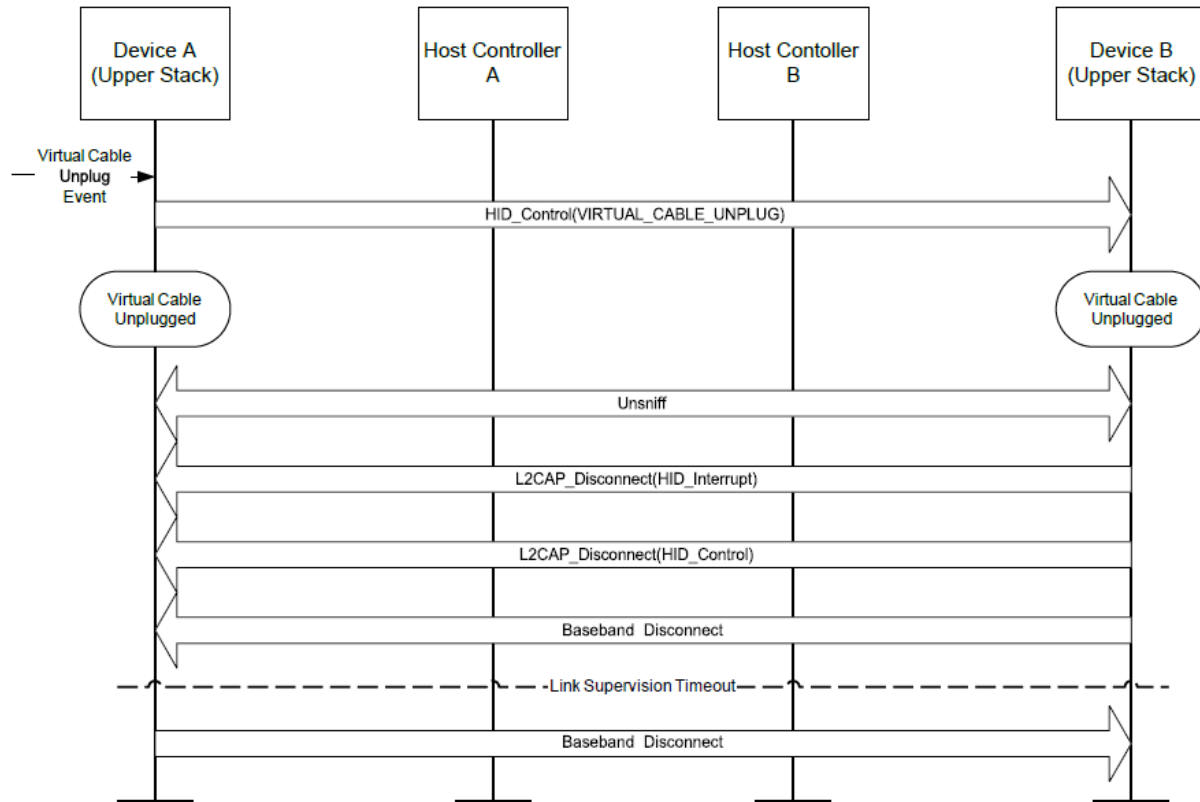 Device A
(Upper Stack)
Host Controller
A
Host Contoller
B
Device B
(Upper Stack)
Virtual Cable
Unplug
Event
HID_Control(VIRTUAL_CABLE_UNPLUG)
Virtual Cable
Unplugged
Virtual Cable
Unplugged
Unsniff
L2CAP_Disconnect(HID_Interrupt)
L2CAP_Disconnect(HID_Control)
Baseband Disconnect
Link Supervision Timeout
Baseband Disconnect